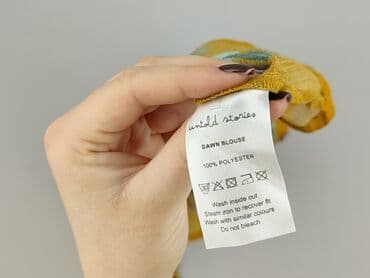 untold stories
DAWN BLOUSE
100% POLYESTER
Wash inside out
Steam iron to recover fit
Wash with similar colours
Do not bleach